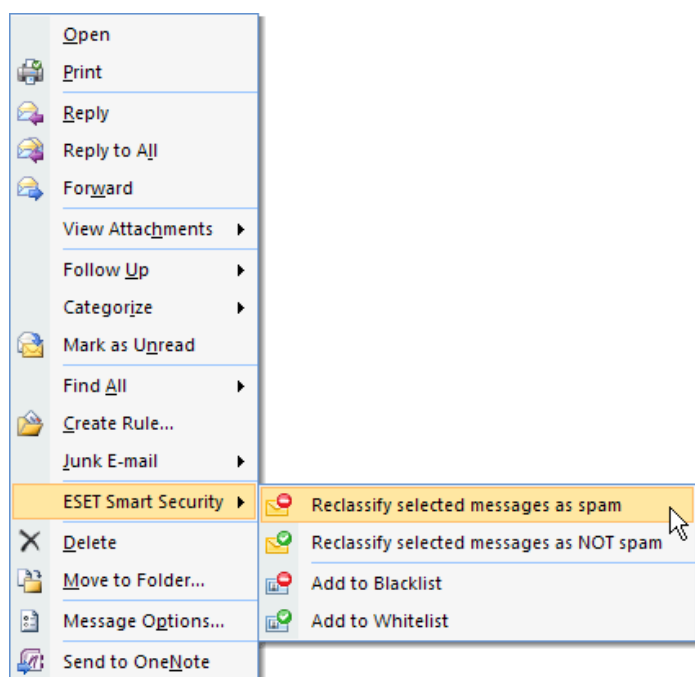 Open
Print
Reply
Reply to All
Forward
View Attachments
Follow Up
Categorize
Mark as Unread
Find All
Create Rule...
Junk E-mail
ESET Smart Security
Reclassify selected messages as spam
Reclassify selected messages as NOT spam
Add to Blacklist
Add to Whitelist
Delete
Move to Folder...
Message Options...
Send to OneNote